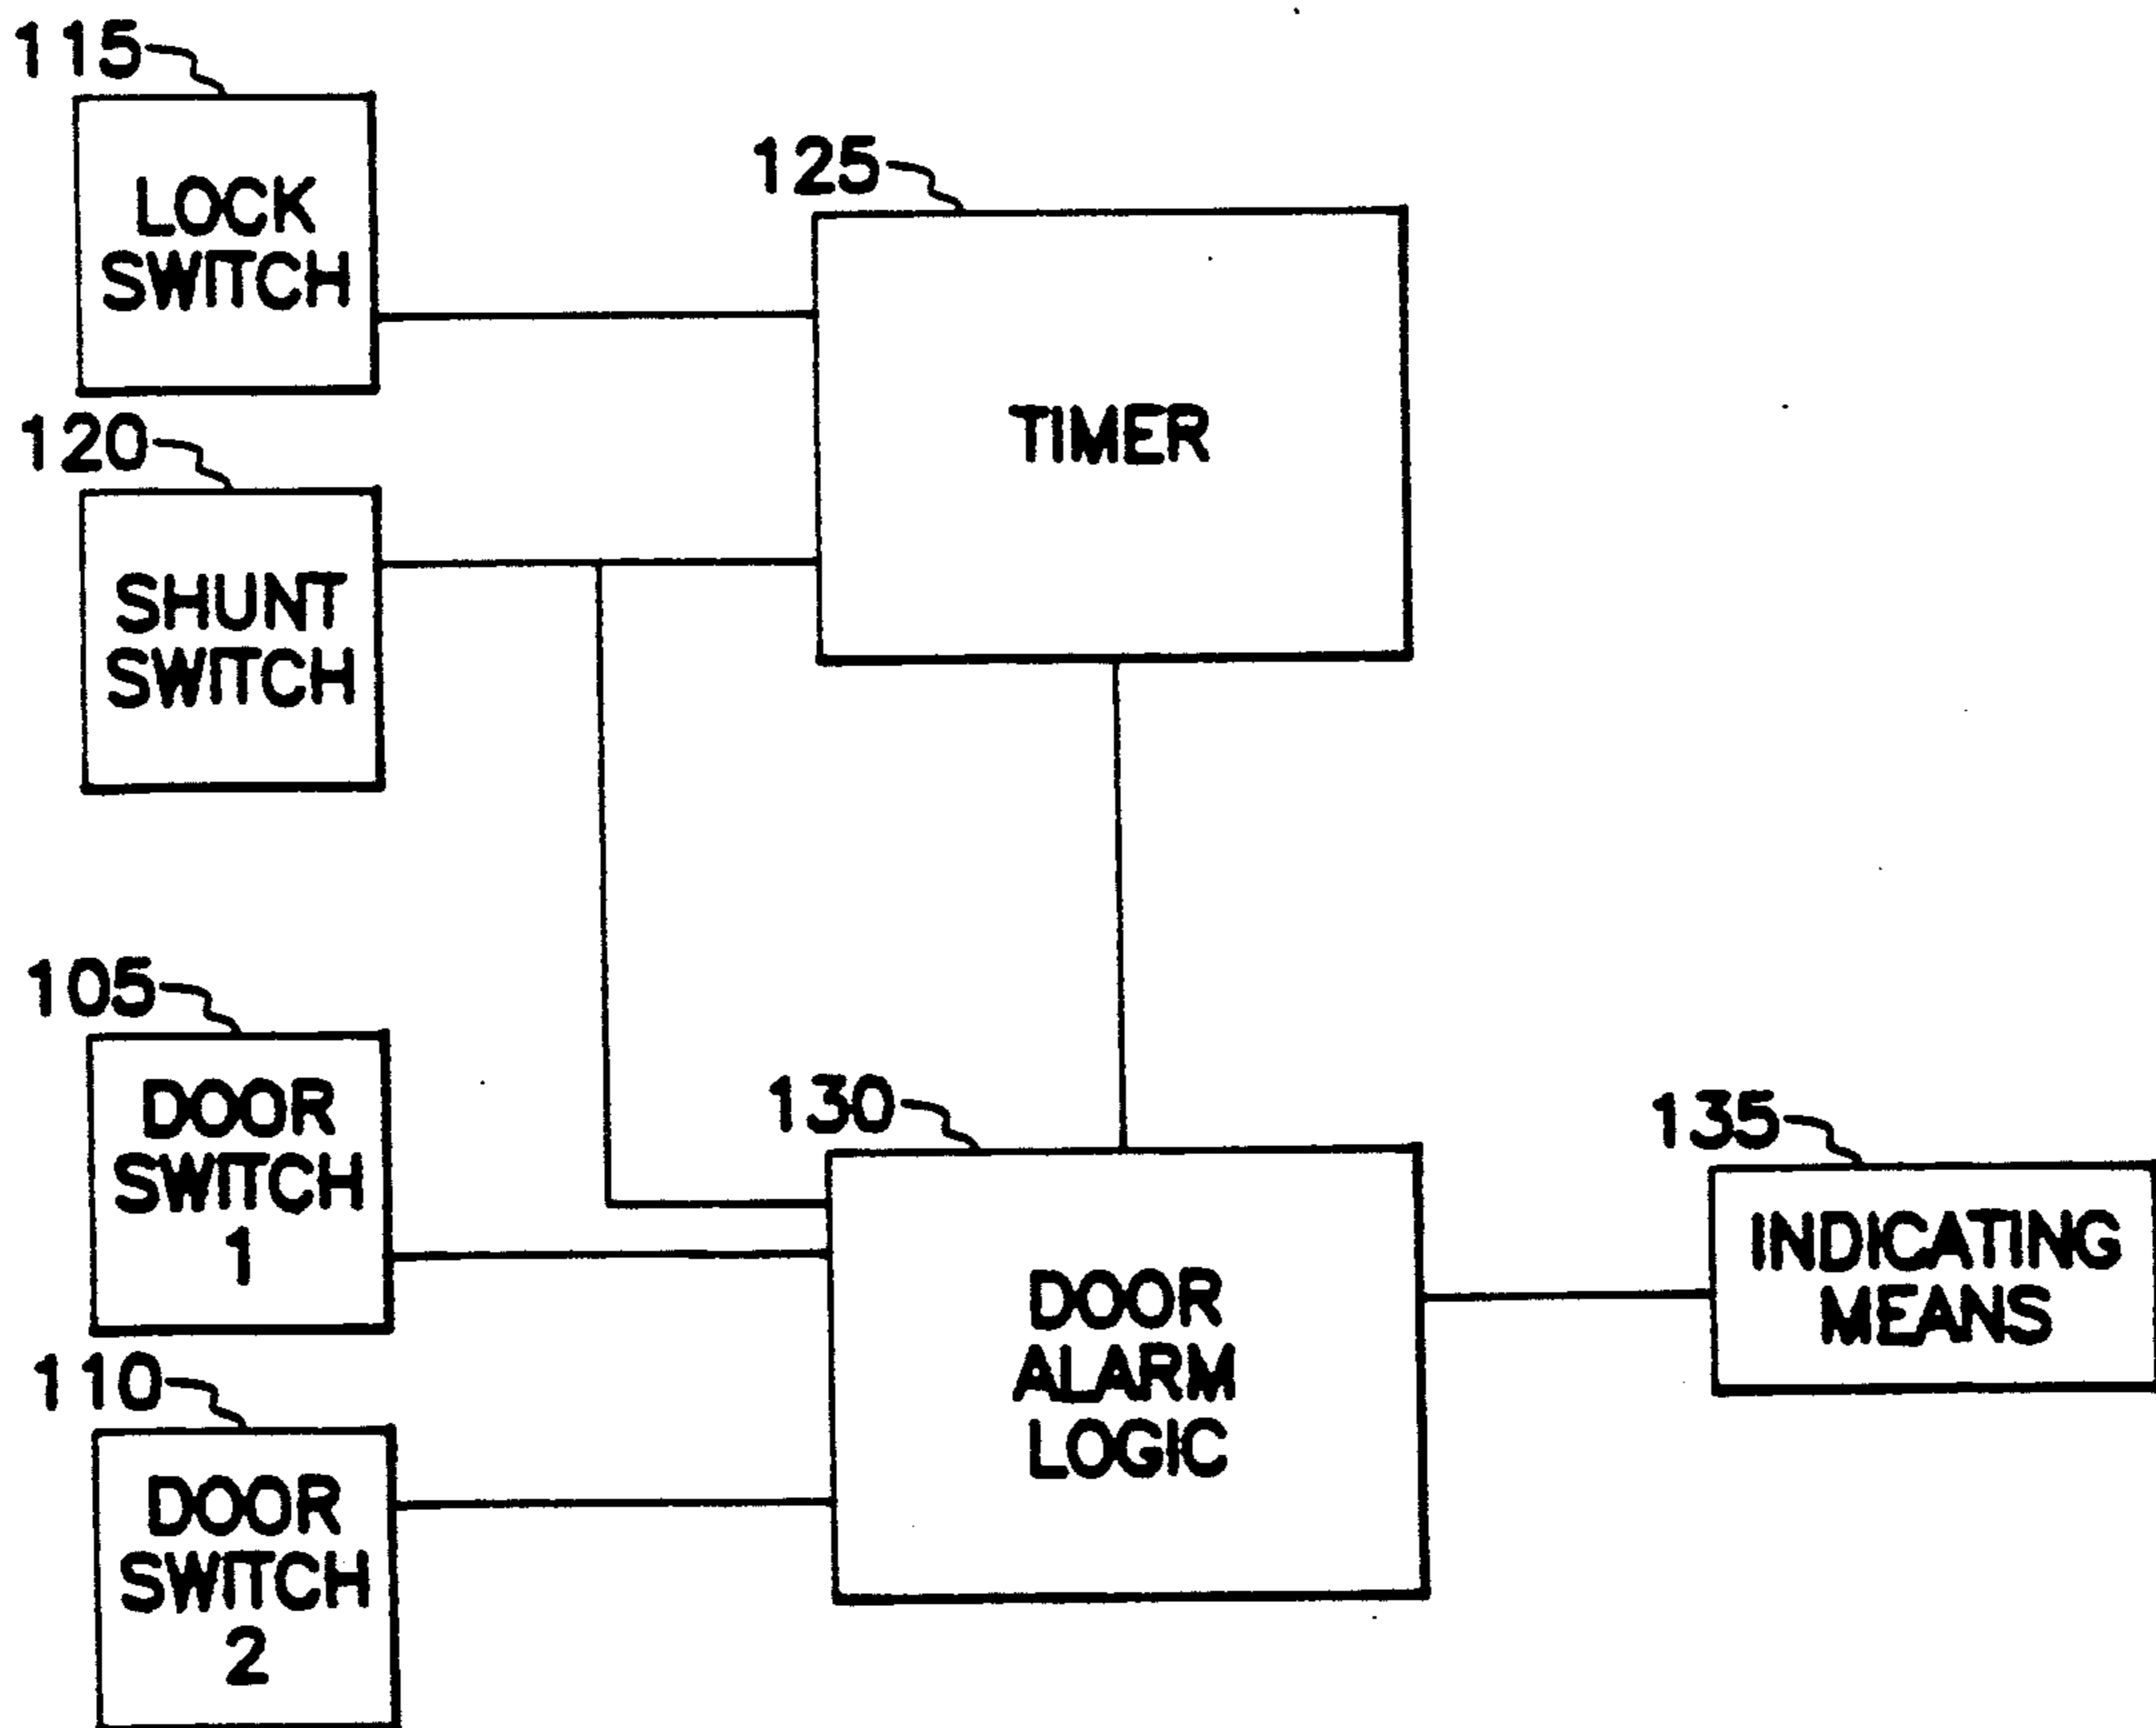 115
LOCK
SWITCH
125
TIMER
120
SHUNT
SWITCH
105
DOOR
SWITCH
1
130
DOOR
ALARM
LOGIC
135
INDICATING
MEANS
110
DOOR
SWITCH
2